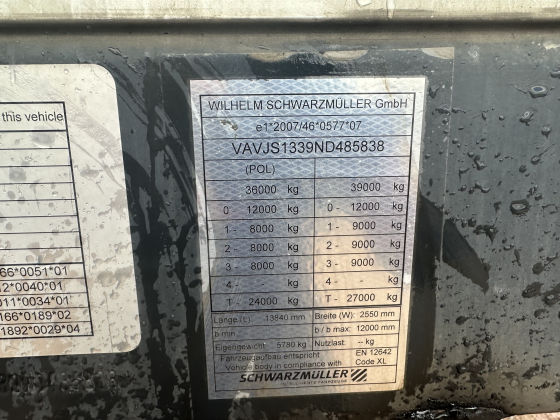 this vehicle
66*0051*01
2*0040*01
011*0034*01
166*0189*02
1892*0029*04
WILHELM SCHWARZMÜLLER GmbH
e1*2007/46*0577*07
VAVJS1339ND485838
(POL)
36000 kg 39000 kg
0 - 12000 kg 0 - 12000 kg
1 - 8000 kg 1 - 9000 kg
2 - 8000 kg 2 - 9000 kg
3 - 8000 kg 3 - 9000 kg
4 - kg 4 - - kg
T - 24000 kg T - 27000 kg
Länge (L): 13840 mm Breite (W): 2550 mm
b min b / b max: 12000 mm
Eigengewicht: 5780 kg Nutzlast: -- kg
Fahrzeugaufbau entspricht EN 12642
Vehicle body in compliance with Code XL
SCHWARZMÜLLER
INTELLIGENTE FAHRZEUGE